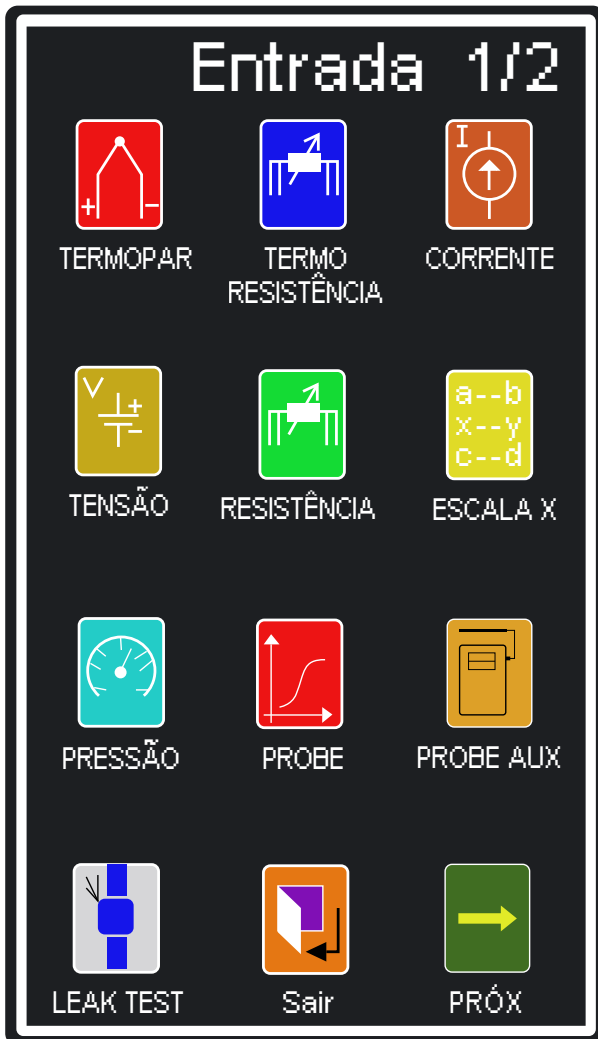 Entrada 1/2
I
+ −
TERMOPAR
TERMO
RESISTÊNCIA
CORRENTE
V
+
−
a--b
x--y
c--d
TENSÃO
RESISTÊNCIA
ESCALA X
PRESSÃO
PROBE
PROBE AUX
LEAK TEST
Sair
PRÓX